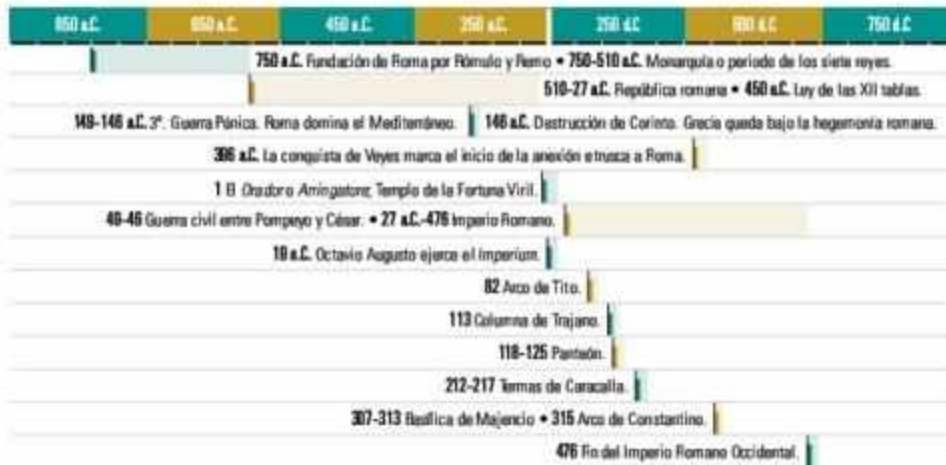 850 a.C. 650 a.C. 450 a.C. 250 a.C. 250 d.C 500 d.C 750 d.C
750 a.C. Fundación de Roma por Rómulo y Remo • 750-510 a.C. Monarquía o periodo de los siete reyes.
510-27 a.C. República romana • 450 a.C. Ley de las XII tablas.
149-146 a.C. 3ª. Guerra Púnica. Roma domina el Mediterráneo. 146 a.C. Destrucción de Corinto. Grecia queda bajo la hegemonía romana.
396 a.C. La conquista de Veyes marca el inicio de la anexión etrusca a Roma.
1 El Orador o Arringatore; Templo de la Fortuna Viril.
46 Guerra civil entre Pompeyo y César. • 27 a.C.-476 Imperio Romano.
19 a.C. Octavio Augusto ejerce el Imperium.
82 Arco de Tito.
113 Columna de Trajano.
118-125 Panteón.
212-217 Termas de Caracalla.
307-313 Basílica de Majencio • 315 Arco de Constantino.
476 Fin del Imperio Romano Occidental.